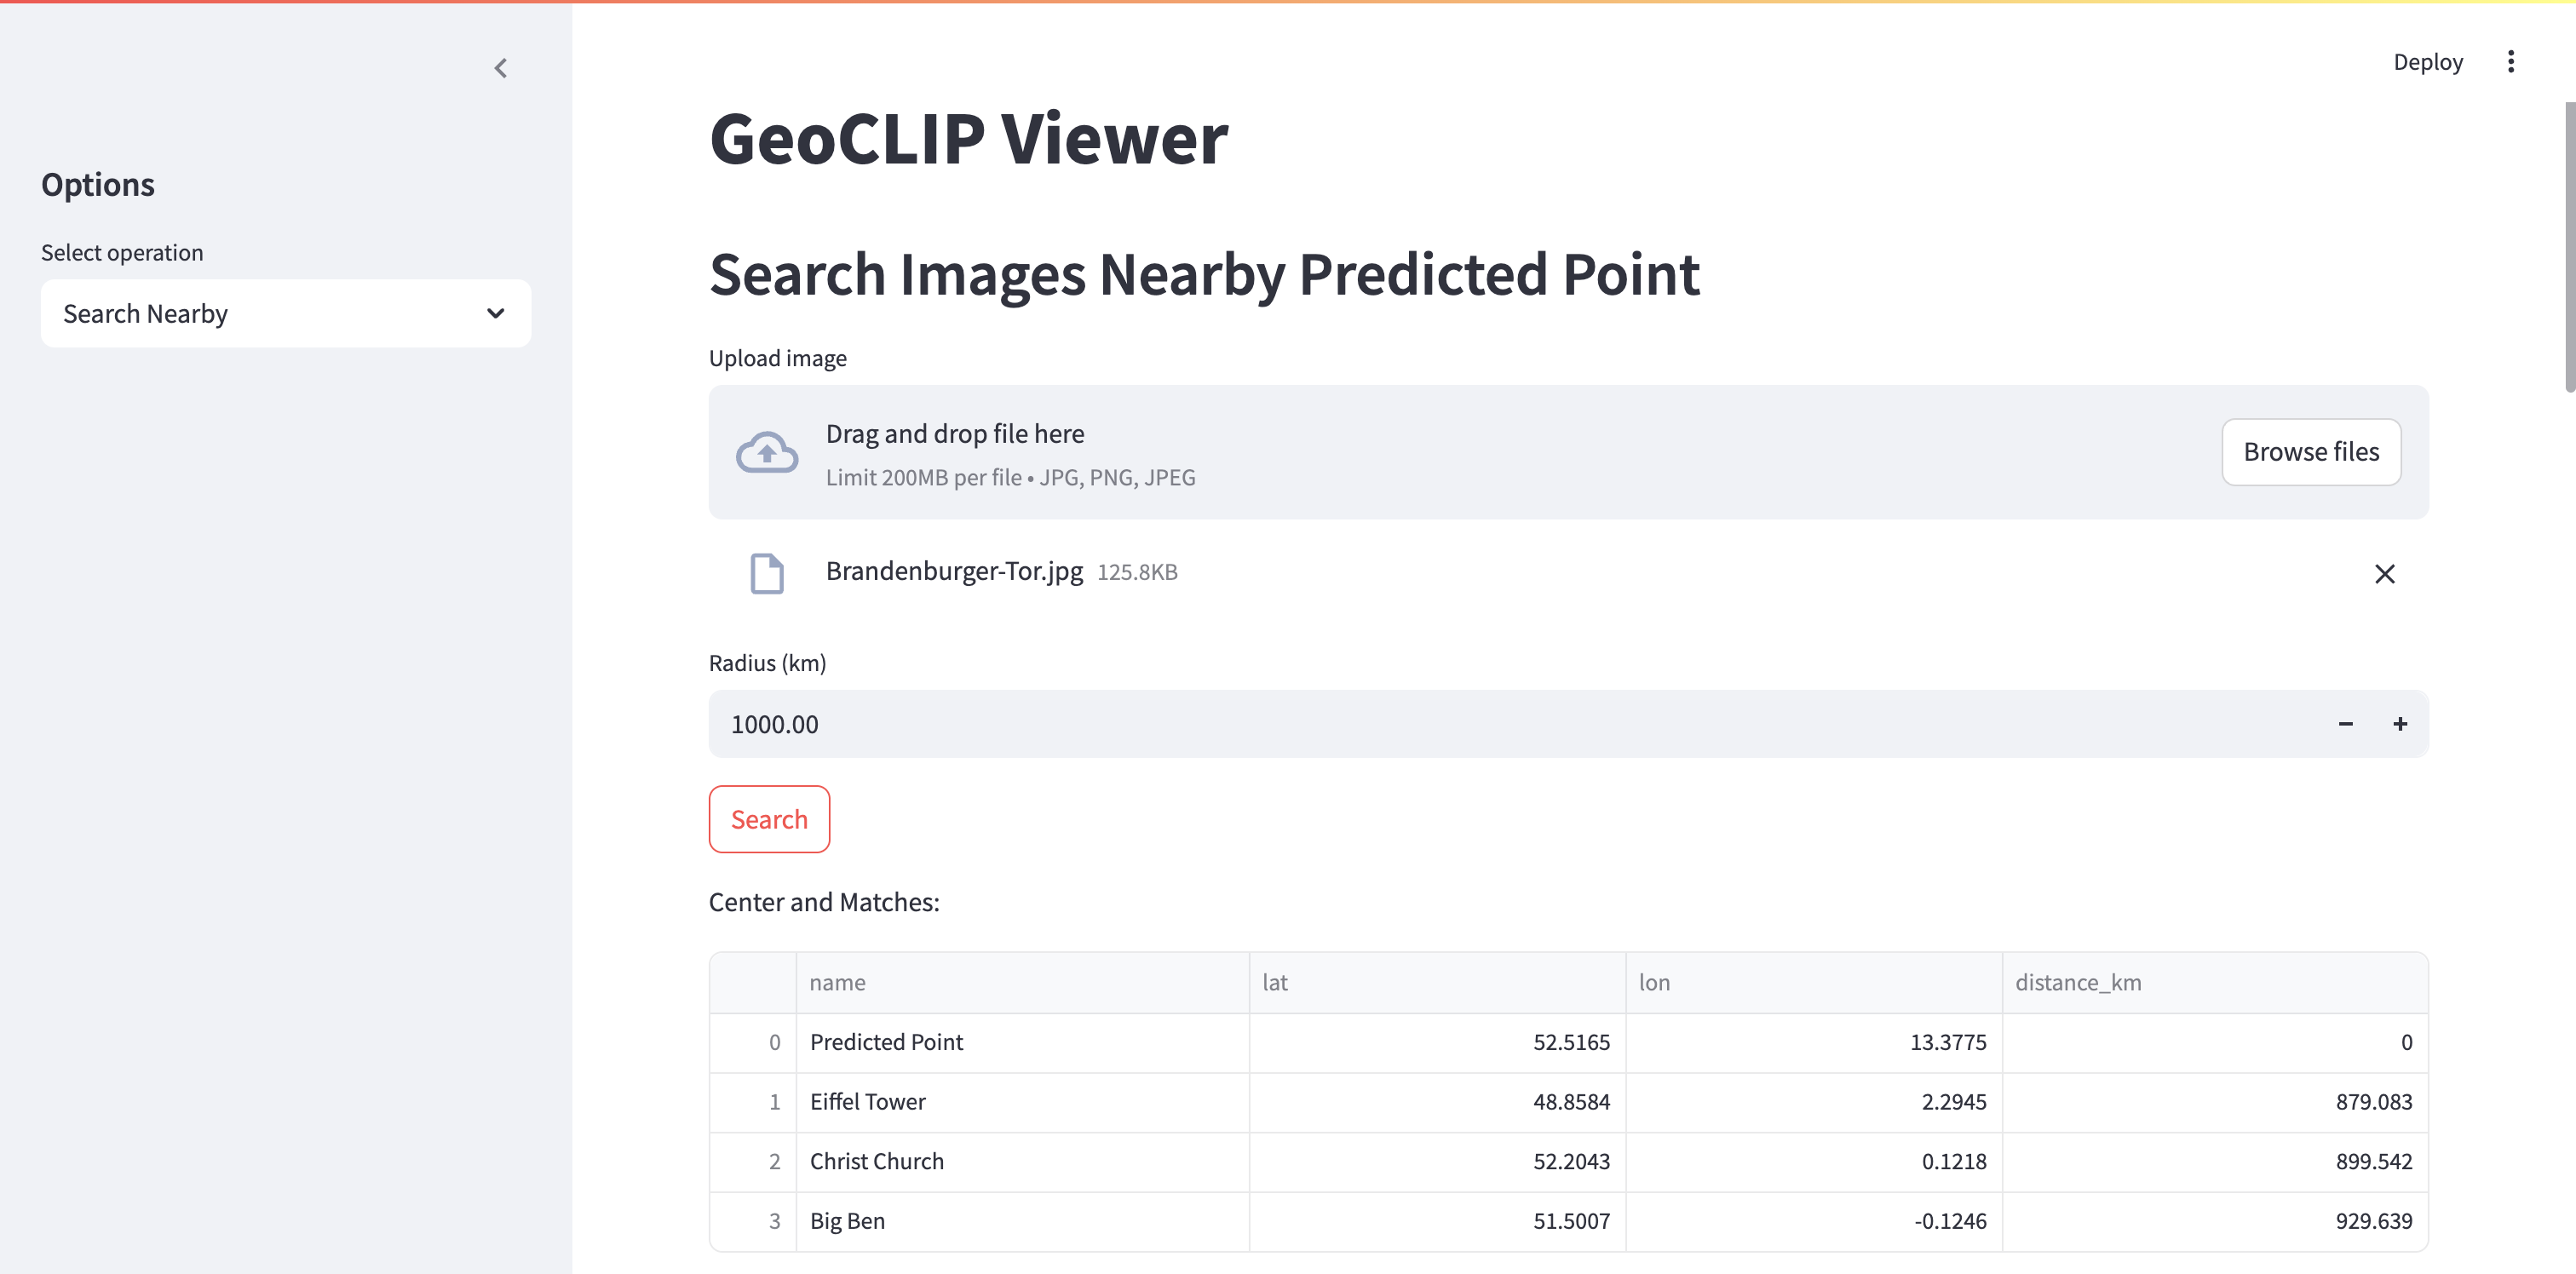 Deploy
Options
Select operation
Search Nearby
GeoCLIP Viewer
Search Images Nearby Predicted Point
Upload image
Drag and drop file here
Limit 200MB per file • JPG, PNG, JPEG
Browse files
Brandenburger-Tor.jpg 125.8KB
Radius (km)
1000.00
Search
Center and Matches:
name lat lon distance_km
0 Predicted Point 52.5165 13.3775 0
1 Eiffel Tower 48.8584 2.2945 879.083
2 Christ Church 52.2043 0.1218 899.542
3 Big Ben 51.5007 -0.1246 929.639